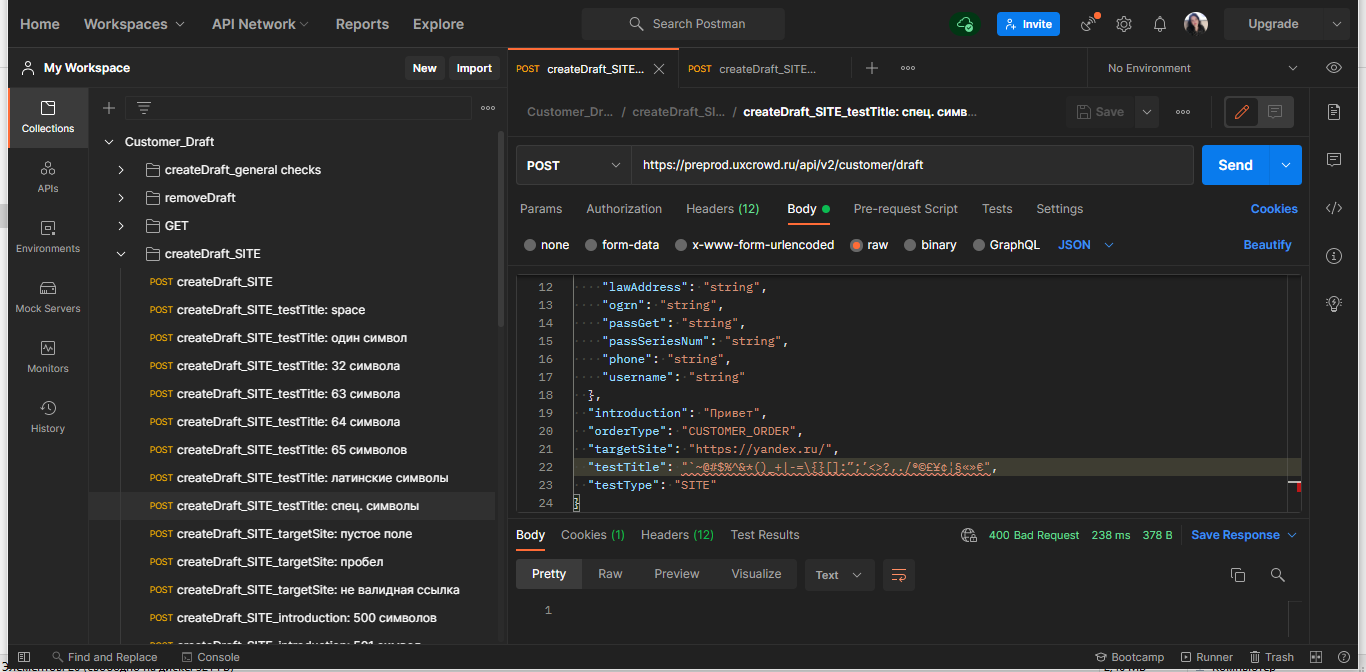 Home Workspaces API Network Reports Explore Search Postman Invite Upgrade
My Workspace New Import
POST createDraft_SITE... POST createDraft_SITE... No Environment
Collections
APIs
Environments
Mock Servers
Monitors
History
Customer_Draft
createDraft_general checks
removeDraft
GET
createDraft_SITE
POST createDraft_SITE
POST createDraft_SITE_testTitle: space
POST createDraft_SITE_testTitle: один символ
POST createDraft_SITE_testTitle: 32 символа
POST createDraft_SITE_testTitle: 63 символа
POST createDraft_SITE_testTitle: 64 символа
POST createDraft_SITE_testTitle: 65 символов
POST createDraft_SITE_testTitle: латинские символы
POST createDraft_SITE_testTitle: спец. символы
POST createDraft_SITE_targetSite: пустое поле
POST createDraft_SITE_targetSite: пробел
POST createDraft_SITE_targetSite: не валидная ссылка
POST createDraft_SITE_introduction: 500 символов
Customer_Dr... / createDraft_SI... / createDraft_SITE_testTitle: спец. симв...
Save
POST https://preprod.uxcrowd.ru/api/v2/customer/draft Send
Params Authorization Headers (12) Body Pre-request Script Tests Settings Cookies
none form-data x-www-form-urlencoded raw binary GraphQL JSON Beautify
12 "lawAddress": "string",
13 "ogrn": "string",
14 "passGet": "string",
15 "passSeriesNum": "string",
16 "phone": "string",
17 "username": "string"
18 },
19 "introduction": "Привет",
20 "orderType": "CUSTOMER_ORDER",
21 "targetSite": "https://yandex.ru/",
22 "testTitle": "`~@#$%^&*()_+|-=\{}[]:”;’<>?,./®©£¥¢¦§«»€",
23 "testType": "SITE"
24 }
Body Cookies (1) Headers (12) Test Results 400 Bad Request 238 ms 378 B Save Response
Pretty Raw Preview Visualize Text
1
Find and Replace Console Bootcamp Runner Trash